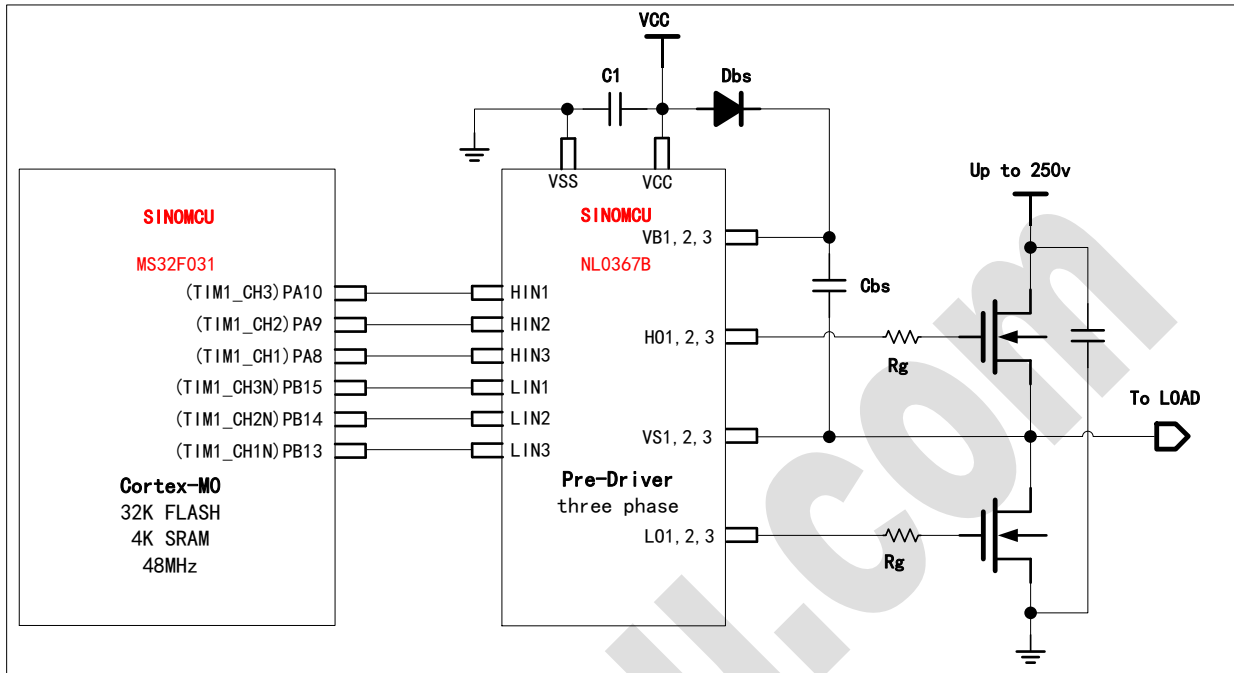 VCC
C1
Dbs
VSS
VCC
Up to 250v
SINOMCU
MS32F031
(TIM1_CH3)PA10
(TIM1_CH2)PA9
(TIM1_CH1)PA8
(TIM1_CH3N)PB15
(TIM1_CH2N)PB14
(TIM1_CH1N)PB13
Cortex-M0
32K FLASH
4K SRAM
48MHz
SINOMCU
NL0367B
HIN1
HIN2
HIN3
LIN1
LIN2
LIN3
VB1,2,3
HO1,2,3
VS1,2,3
LO1,2,3
Pre-Driver
three phase
Cbs
Rg
Rg
To LOAD